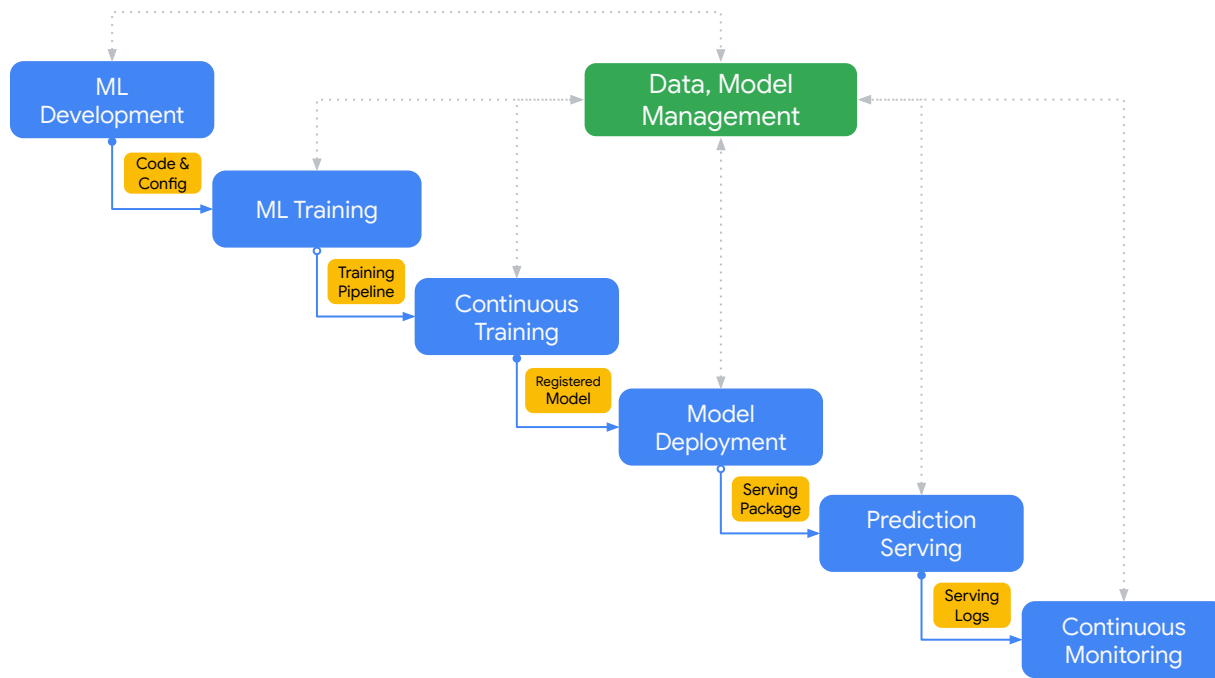 ML
Development
Data, Model
Management
Code &
Config
ML Training
Training
Pipeline
Continuous
Training
Registered
Model
Model
Deployment
Serving
Package
Prediction
Serving
Serving
Logs
Continuous
Monitoring